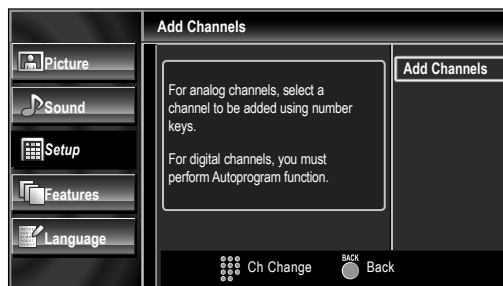 Add Channels
Picture
Sound
Setup
Features
Language
For analog channels, select a
channel to be added using number
keys.
For digital channels, you must
perform Autoprogram function.
Add Channels
Ch Change
BACK
Back